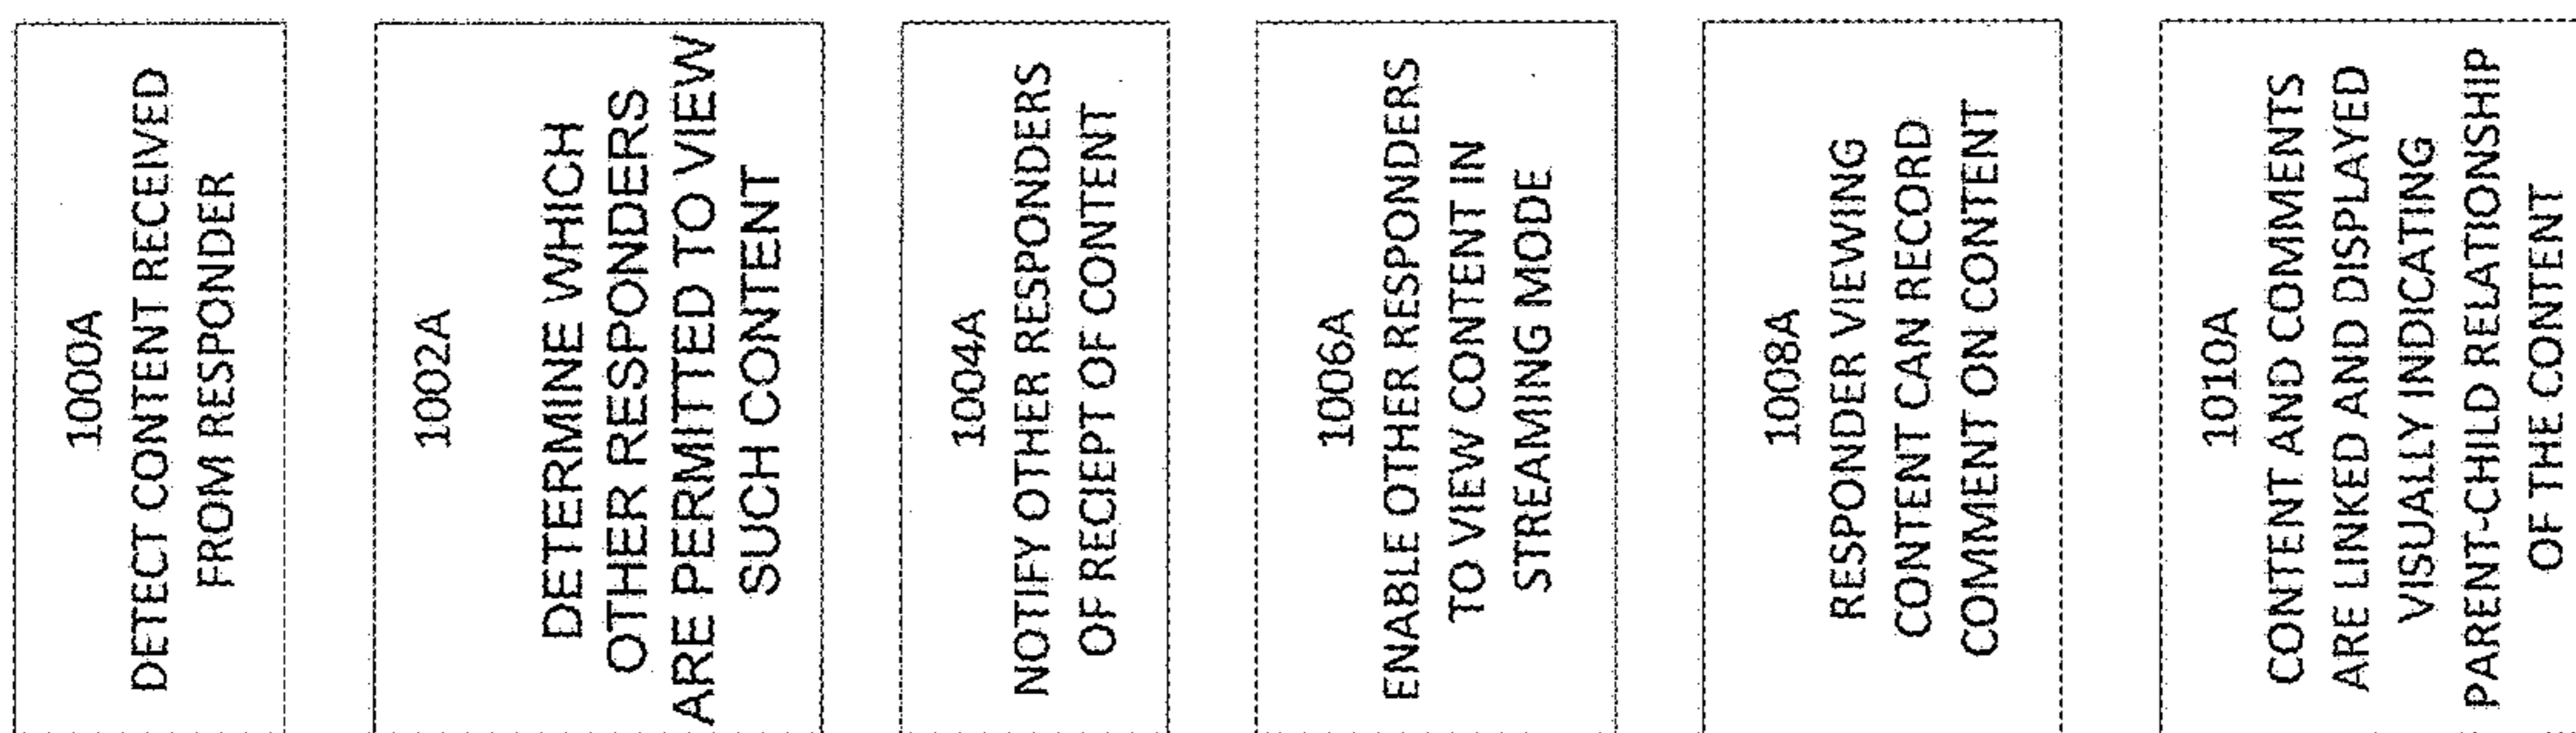 1000A
DETECT CONTENT RECEIVED
FROM RESPONDER
1002A
DETERMINE WHICH
OTHER RESPONDERS
ARE PERMITTED TO VIEW
SUCH CONTENT
1004A
NOTIFY OTHER RESPONDERS
OF RECIEPT OF CONTENT
1006A
ENABLE OTHER RESPONDERS
TO VIEW CONTENT IN
STREAMING MODE
1008A
RESPONDER VIEWING
CONTENT CAN RECORD
COMMENT ON CONTENT
1010A
CONTENT AND COMMENTS
ARE LINKED AND DISPLAYED
VISUALLY INDICATING
PARENT-CHILD RELATIONSHIP
OF THE CONTENT